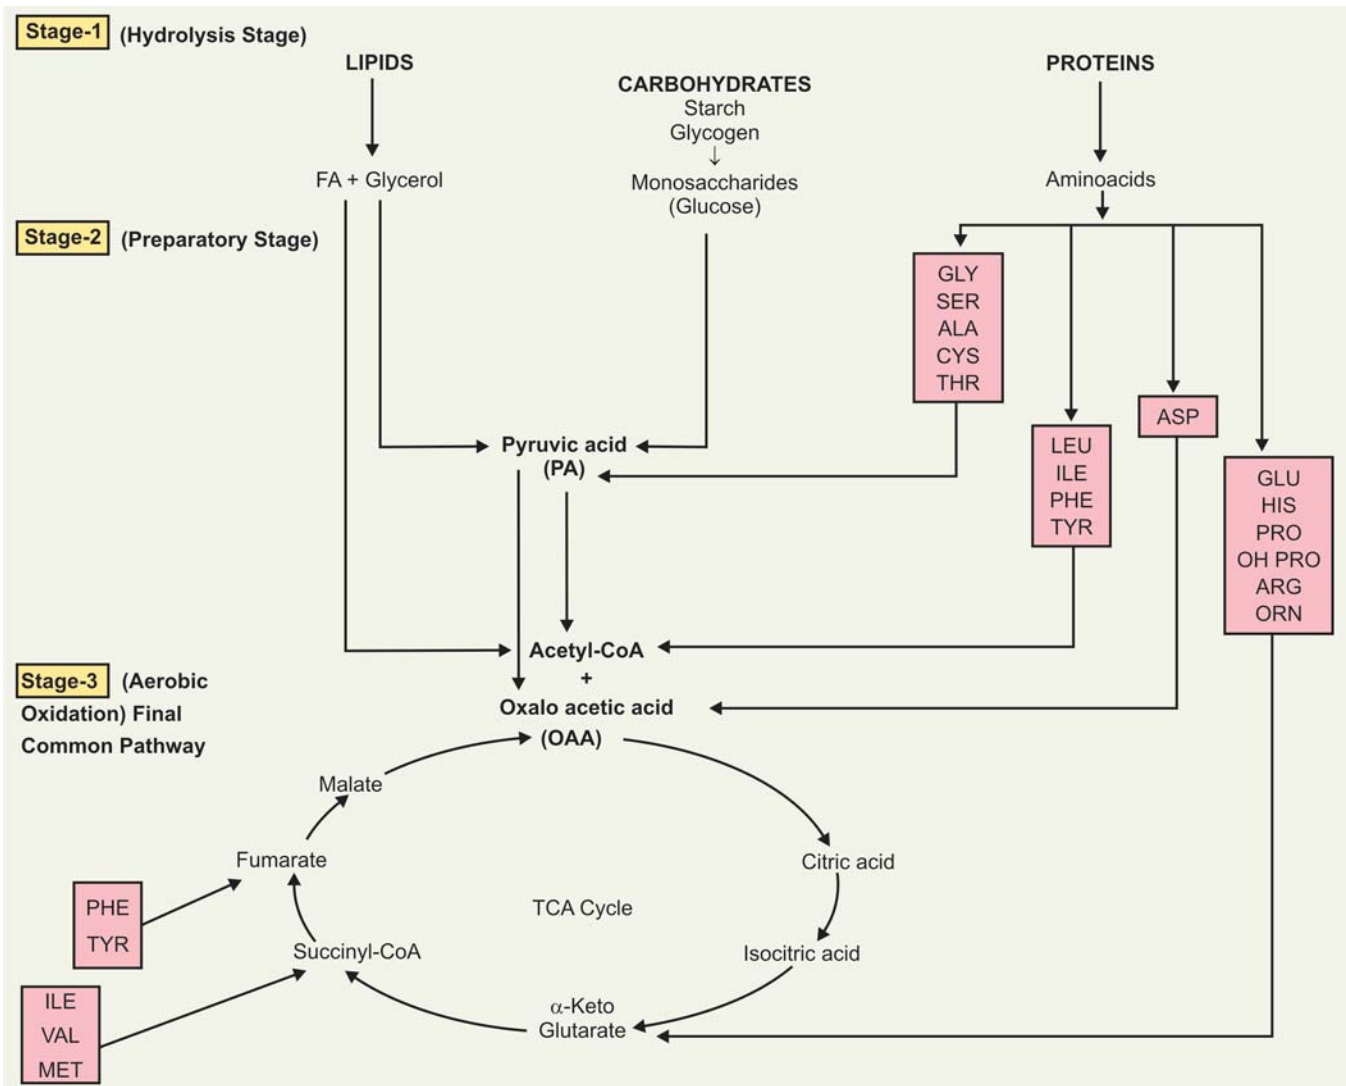 Stage-1 (Hydrolysis Stage)
LIPIDS
CARBOHYDRATES
Starch
Glycogen
Monosaccharides
(Glucose)
PROTEINS
Aminoacids
FA + Glycerol
Stage-2 (Preparatory Stage)
GLY
SER
ALA
CYS
THR
LEU
ILE
PHE
TYR
ASP
GLU
HIS
PRO
OH PRO
ARG
ORN
Pyruvic acid
(PA)
Acetyl-CoA
+
Oxalo acetic acid
(OAA)
Stage-3 (Aerobic
Oxidation) Final
Common Pathway
Malate
Fumarate
Citric acid
TCA Cycle
Succinyl-CoA
Isocitric acid
α-Keto
Glutarate
PHE
TYR
ILE
VAL
MET